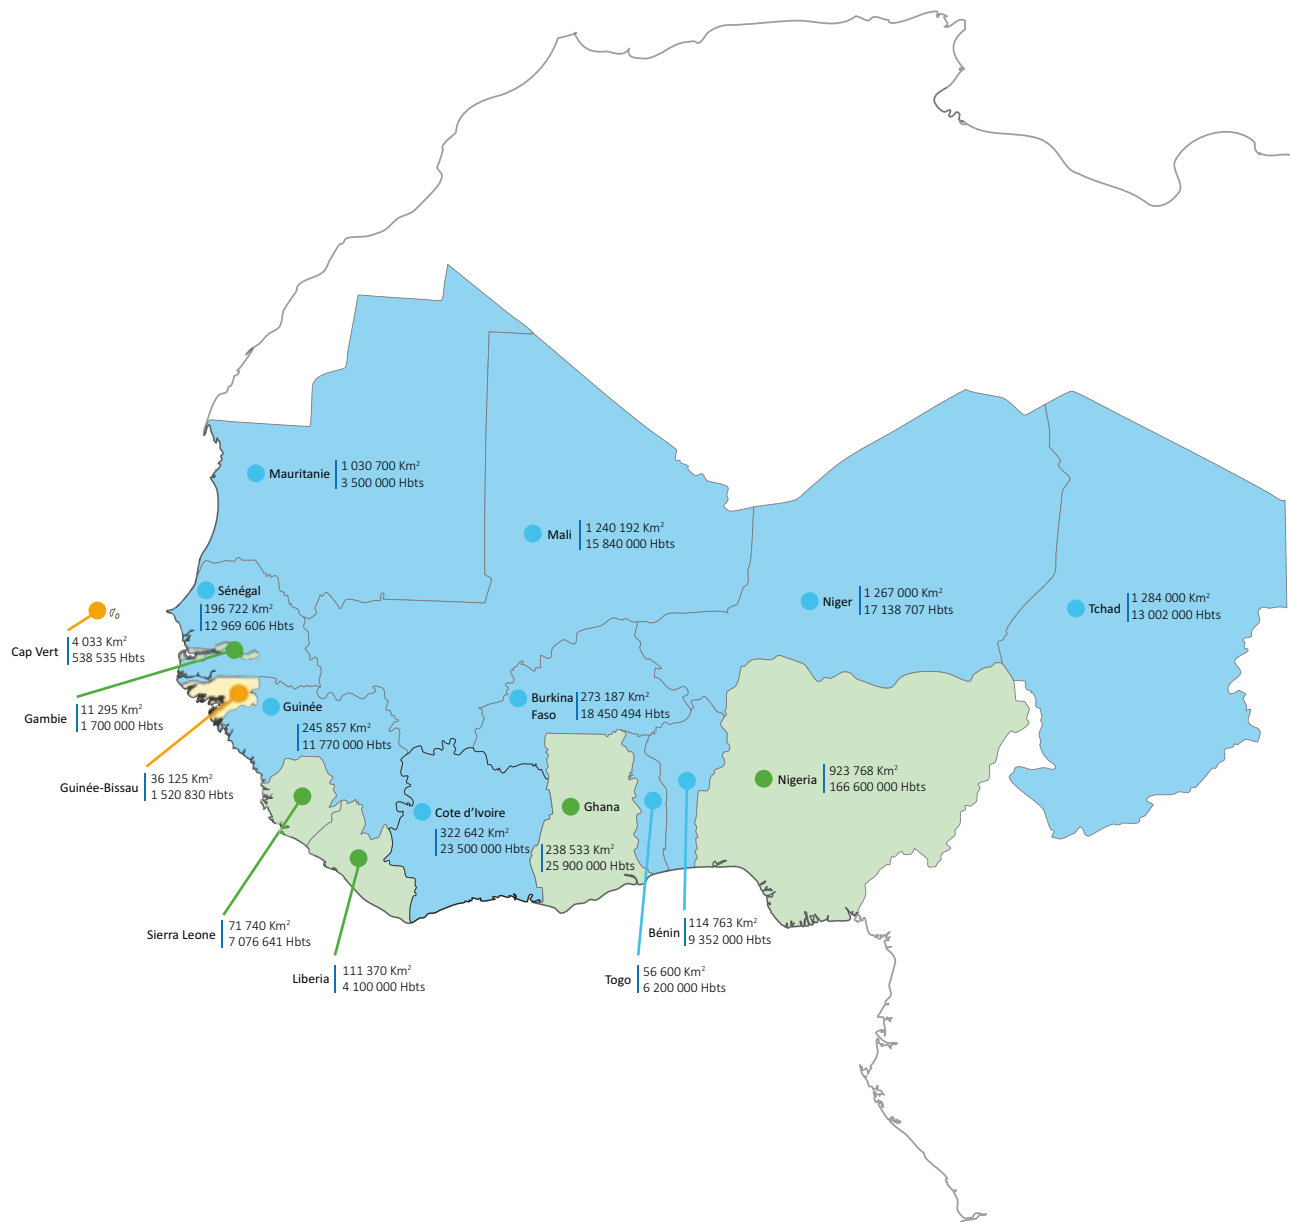 Mauritanie
1 030 700 Km²
3 500 000 Hbts
Mali
1 240 192 Km²
15 840 000 Hbts
Niger
1 267 000 Km²
17 138 707 Hbts
Tchad
1 284 000 Km²
13 002 000 Hbts
Sénégal
196 722 Km²
12 969 606 Hbts
Cap Vert
4 033 Km²
538 535 Hbts
Gambie
11 295 Km²
1 700 000 Hbts
Guinée-Bissau
36 125 Km²
1 520 830 Hbts
Guinée
245 857 Km²
11 770 000 Hbts
Burkina
Faso
273 187 Km²
18 450 494 Hbts
Nigeria
923 768 Km²
166 600 000 Hbts
Cote d'Ivoire
322 642 Km²
23 500 000 Hbts
Ghana
238 533 Km²
25 900 000 Hbts
Sierra Leone
71 740 Km²
7 076 641 Hbts
Liberia
111 370 Km²
4 100 000 Hbts
Bénin
114 763 Km²
9 352 000 Hbts
Togo
56 600 Km²
6 200 000 Hbts